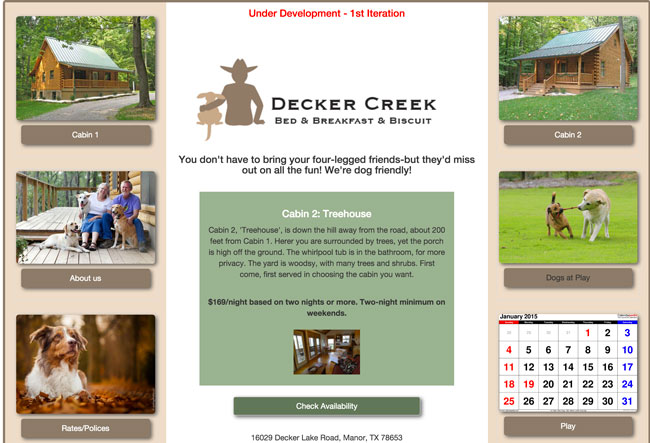 Under Development - 1st Iteration
DECKER CREEK
BED & BREAKFAST & BISCUIT
You don't have to bring your four-legged friends-but they'd miss
out on all the fun! We're dog friendly!
Cabin 1
Cabin 2
About us
Dogs at Play
Rates/Polices
Play
Cabin 2: Treehouse
Cabin 2, 'Treehouse', is down the hill away from the road, about 200
feet from Cabin 1. Herer you are surrounded by trees, yet the porch
is high off the ground. The whirlpool tub is in the bathroom, for more
privacy. The yard is woodsy, with many trees and shrubs. First
come, first served in choosing the cabin you want.
$169/night based on two nights or more. Two-night minimum on
weekends.
Check Availability
16029 Decker Lake Road, Manor, TX 78653
January 2015
1 2 3
4 5 6 7 8 9 10
11 12 13 14 15 16 17
18 19 20 21 22 23 24
25 26 27 28 29 30 31